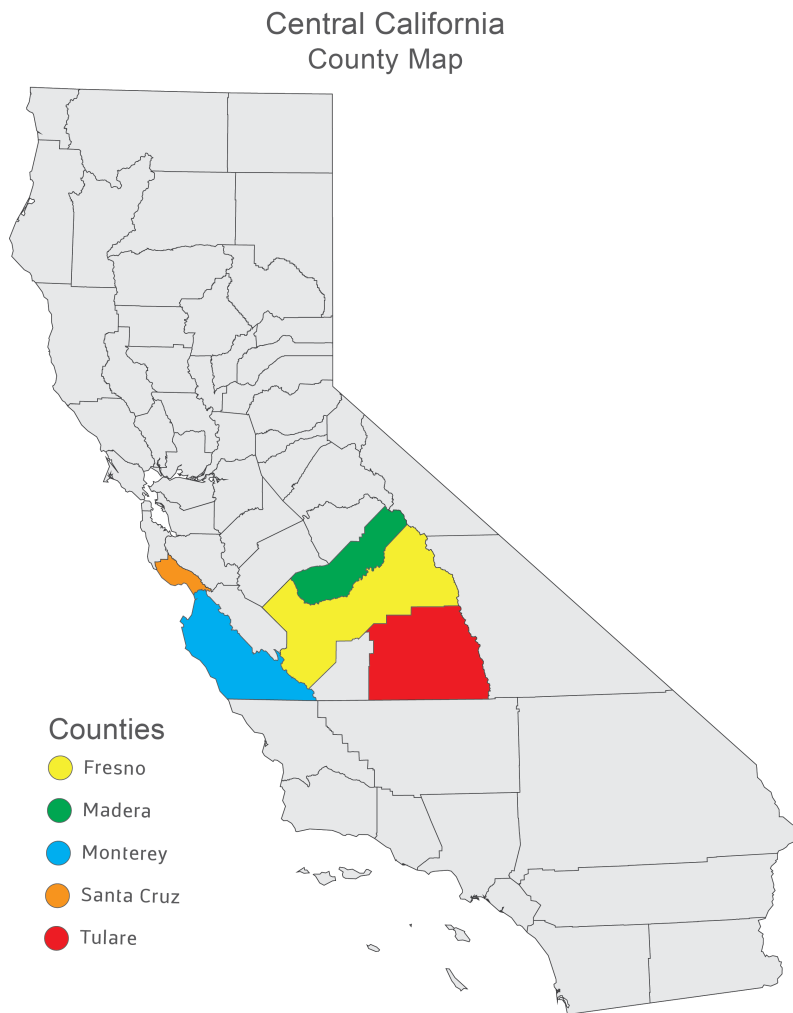 Central California
County Map
Counties
Fresno
Madera
Monterey
Santa Cruz
Tulare